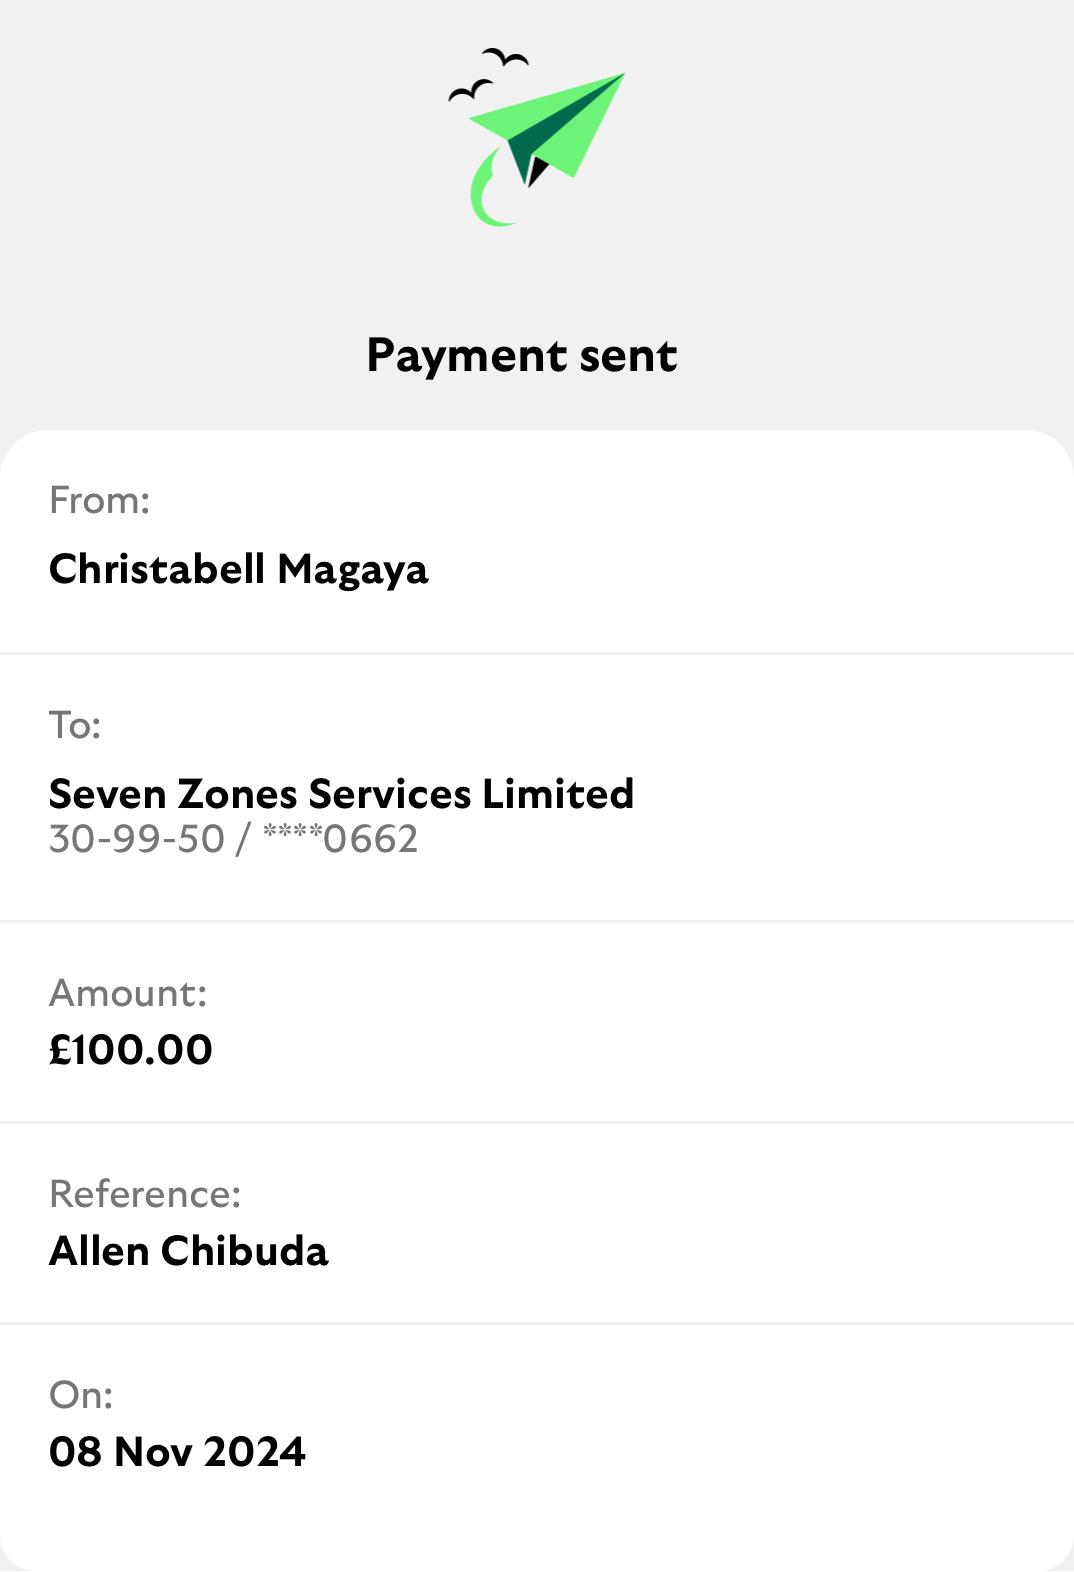 Payment sent
From:
Christabell Magaya
To:
Seven Zones Services Limited
30-99-50 / ****0662
Amount:
£100.00
Reference:
Allen Chibuda
On:
08 Nov 2024